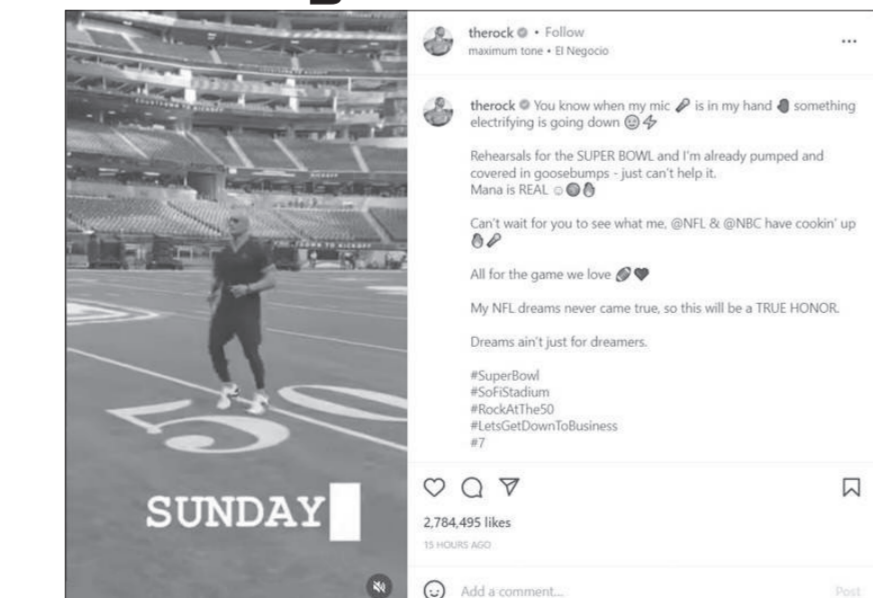 therock • Follow
maximum tone • El Negocio
therock You know when my mic 🎤 is in my hand 🤚 something
electrifying is going down
Rehearsals for the SUPER BOWL and I'm already pumped and
covered in goosebumps - just can't help it.
Mana is REAL
Can't wait for you to see what me, @NFL & @NBC have cookin' up
All for the game we love 🏈🖤
My NFL dreams never came true, so this will be a TRUE HONOR.
Dreams ain't just for dreamers.
#SuperBowl
#SoFiStadium
#RockAtThe50
#LetsGetDownToBusiness
#7
2,784,495 likes
15 HOURS AGO
Add a comment...
Post
COUNTDOWN TO KICKOFF
50
SUNDAY